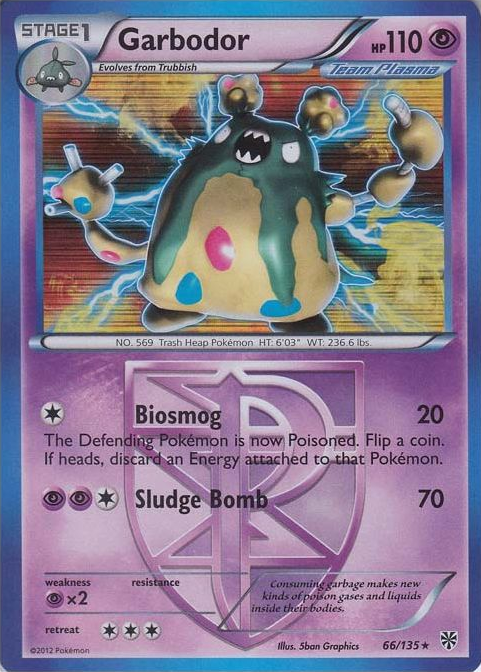 STAGE1
Garbodor
HP110
Evolves from Trubbish
Team Plasma
NO. 569 Trash Heap Pokémon HT: 6'03" WT: 236.6 lbs.
Biosmog 20
The Defending Pokémon is now Poisoned. Flip a coin.
If heads, discard an Energy attached to that Pokémon.
Sludge Bomb 70
weakness resistance
×2
Consuming garbage makes new
kinds of poison gases and liquids
inside their bodies.
retreat
©2012 Pokémon Illus. 5ban Graphics 66/135★